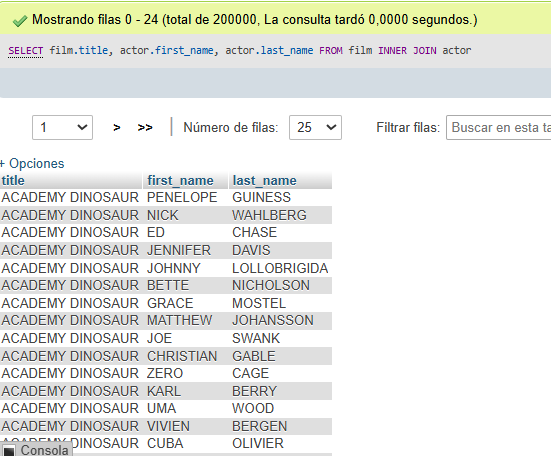 Mostrando filas 0 - 24 (total de 200000, La consulta tardó 0,0000 segundos.)
SELECT film.title, actor.first_name, actor.last_name FROM film INNER JOIN actor
1 > >> Número de filas: 25 Filtrar filas: Buscar en esta ta
+ Opciones
title first_name last_name
ACADEMY DINOSAUR PENELOPE GUINESS
ACADEMY DINOSAUR NICK WAHLBERG
ACADEMY DINOSAUR ED CHASE
ACADEMY DINOSAUR JENNIFER DAVIS
ACADEMY DINOSAUR JOHNNY LOLLOBRIGIDA
ACADEMY DINOSAUR BETTE NICHOLSON
ACADEMY DINOSAUR GRACE MOSTEL
ACADEMY DINOSAUR MATTHEW JOHANSSON
ACADEMY DINOSAUR JOE SWANK
ACADEMY DINOSAUR CHRISTIAN GABLE
ACADEMY DINOSAUR ZERO CAGE
ACADEMY DINOSAUR KARL BERRY
ACADEMY DINOSAUR UMA WOOD
ACADEMY DINOSAUR VIVIEN BERGEN
ACADEMY DINOSAUR CUBA OLIVIER
Consola